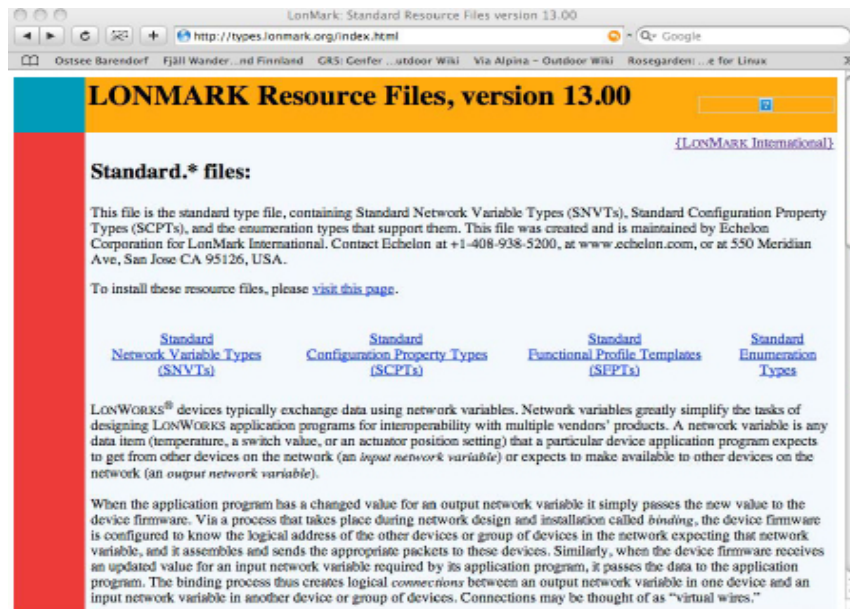 LonMark: Standard Resource Files version 13.00
http://types.lonmark.org/index.html
Q- Google
Ostsee Barendorf Fjäll Wander...nd Finnland GRS: Genfer ...utdoor Wiki Via Alpina – Outdoor Wiki Rosegarden: ...e for Linux
LONMARK Resource Files, version 13.00
{LONMARK International}
Standard.* files:
This file is the standard type file, containing Standard Network Variable Types (SNVTs), Standard Configuration Property
Types (SCPTs), and the enumeration types that support them. This file was created and is maintained by Echelon
Corporation for LonMark International. Contact Echelon at +1-408-938-5200, at www.echelon.com, or at 550 Meridian
Ave, San Jose CA 95126, USA.
To install these resource files, please visit this page.
Standard Network Variable Types (SNVTs)
Standard Configuration Property Types (SCPTs)
Standard Functional Profile Templates (SFPTs)
Standard Enumeration Types
LONWORKS® devices typically exchange data using network variables. Network variables greatly simplify the tasks of
designing LONWORKS application programs for interoperability with multiple vendors' products. A network variable is any
data item (temperature, a switch value, or an actuator position setting) that a particular device application program expects
to get from other devices on the network (an input network variable) or expects to make available to other devices on the
network (an output network variable).
When the application program has a changed value for an output network variable it simply passes the new value to the
device firmware. Via a process that takes place during network design and installation called binding, the device firmware
is configured to know the logical address of the other devices or group of devices in the network expecting that network
variable, and it assembles and sends the appropriate packets to these devices. Similarly, when the device firmware receives
an updated value for an input network variable required by its application program, it passes the data to the application
program. The binding process thus creates logical connections between an output network variable in one device and an
input network variable in another device or group of devices. Connections may be thought of as "virtual wires."